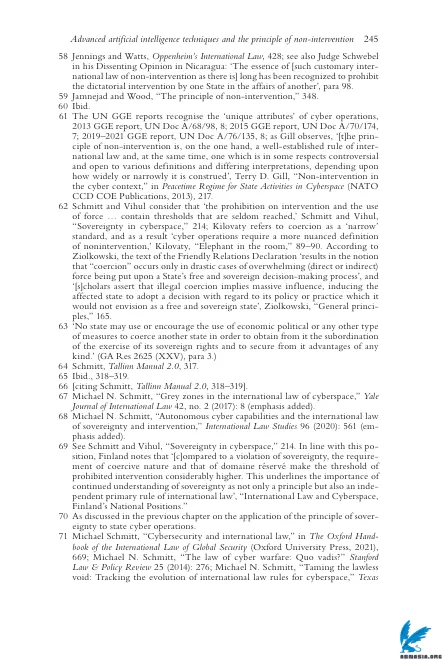 Advanced artificial intelligence techniques and the principle of non-intervention 245
58 Jennings and Watts, Oppenheim's International Law, 428; see also Judge Schwebel
in his Dissenting Opinion in Nicaragua: 'The essence of [such customary inter-
national law of non-intervention as there is] long has been recognized to prohibit
the dictatorial intervention by one State in the affairs of another', para 98.
59 Jamnejad and Wood, "The principle of non-intervention," 348.
60 Ibid.
61 The UN GGE reports recognise the 'unique attributes' of cyber operations,
2013 GGE report, UN Doc A/68/98, 8; 2015 GGE report, UN Doc A/70/174,
7; 2019–2021 GGE report, UN Doc A/76/135, 8; as Gill observes, '[t]he prin-
ciple of non-intervention is, on the one hand, a well-established rule of inter-
national law and, at the same time, one which is in some respects controversial
and open to various definitions and differing interpretations, depending upon
how widely or narrowly it is construed', Terry D. Gill, "Non-intervention in
the cyber context," in Peacetime Regime for State Activities in Cyberspace (NATO
CCD COE Publications, 2013), 217.
62 Schmitt and Vihul consider that 'the prohibition on intervention and the use
of force … contain thresholds that are seldom reached,' Schmitt and Vihul,
"Sovereignty in cyberspace," 214; Kilovaty refers to coercion as a 'narrow'
standard, and as a result 'cyber operations require a more nuanced definition
of nonintervention,' Kilovaty, "Elephant in the room," 89–90. According to
Ziolkowski, the text of the Friendly Relations Declaration 'results in the notion
that "coercion" occurs only in drastic cases of overwhelming (direct or indirect)
force being put upon a State's free and sovereign decision-making process', and
'[s]cholars assert that illegal coercion implies massive influence, inducing the
affected state to adopt a decision with regard to its policy or practice which it
would not envision as a free and sovereign state', Ziolkowski, "General princi-
ples," 165.
63 'No state may use or encourage the use of economic political or any other type
of measures to coerce another state in order to obtain from it the subordination
of the exercise of its sovereign rights and to secure from it advantages of any
kind.' (GA Res 2625 (XXV), para 3.)
64 Schmitt, Tallinn Manual 2.0, 317.
65 Ibid., 318–319.
66 [citing Schmitt, Tallinn Manual 2.0, 318–319].
67 Michael N. Schmitt, "Grey zones in the international law of cyberspace," Yale
Journal of International Law 42, no. 2 (2017): 8 (emphasis added).
68 Michael N. Schmitt, "Autonomous cyber capabilities and the international law
of sovereignty and intervention," International Law Studies 96 (2020): 561 (em-
phasis added).
69 See Schmitt and Vihul, "Sovereignty in cyberspace," 214. In line with this po-
sition, Finland notes that '[c]ompared to a violation of sovereignty, the require-
ment of coercive nature and that of domaine réservé make the threshold of
prohibited intervention considerably higher. This underlines the importance of
continued understanding of sovereignty as not only a principle but also an inde-
pendent primary rule of international law', "International Law and Cyberspace,
Finland's National Positions."
70 As discussed in the previous chapter on the application of the principle of sover-
eignty to state cyber operations.
71 Michael Schmitt, "Cybersecurity and international law," in The Oxford Hand-
book of the International Law of Global Security (Oxford University Press, 2021),
669; Michael N. Schmitt, "The law of cyber warfare: Quo vadis?" Stanford
Law & Policy Review 25 (2014): 276; Michael N. Schmitt, "Taming the lawless
void: Tracking the evolution of international law rules for cyberspace," Texas